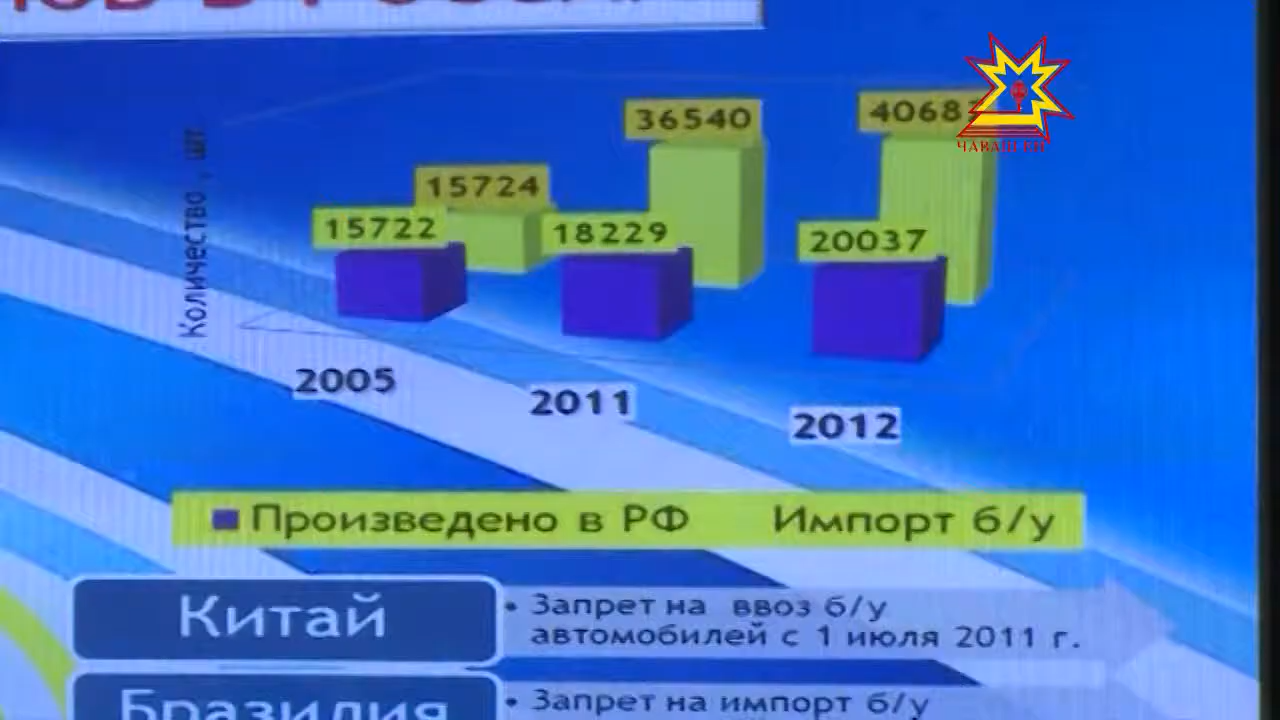 Количество , шт
36540
15724
15722
18229
20037
2005
2011
2012
Произведено в РФ Импорт б/у
Китай
• Запрет на ввоз б/у
автомобилей с 1 июля 2011 г.
Бразилия
• Запрет на импорт б/у